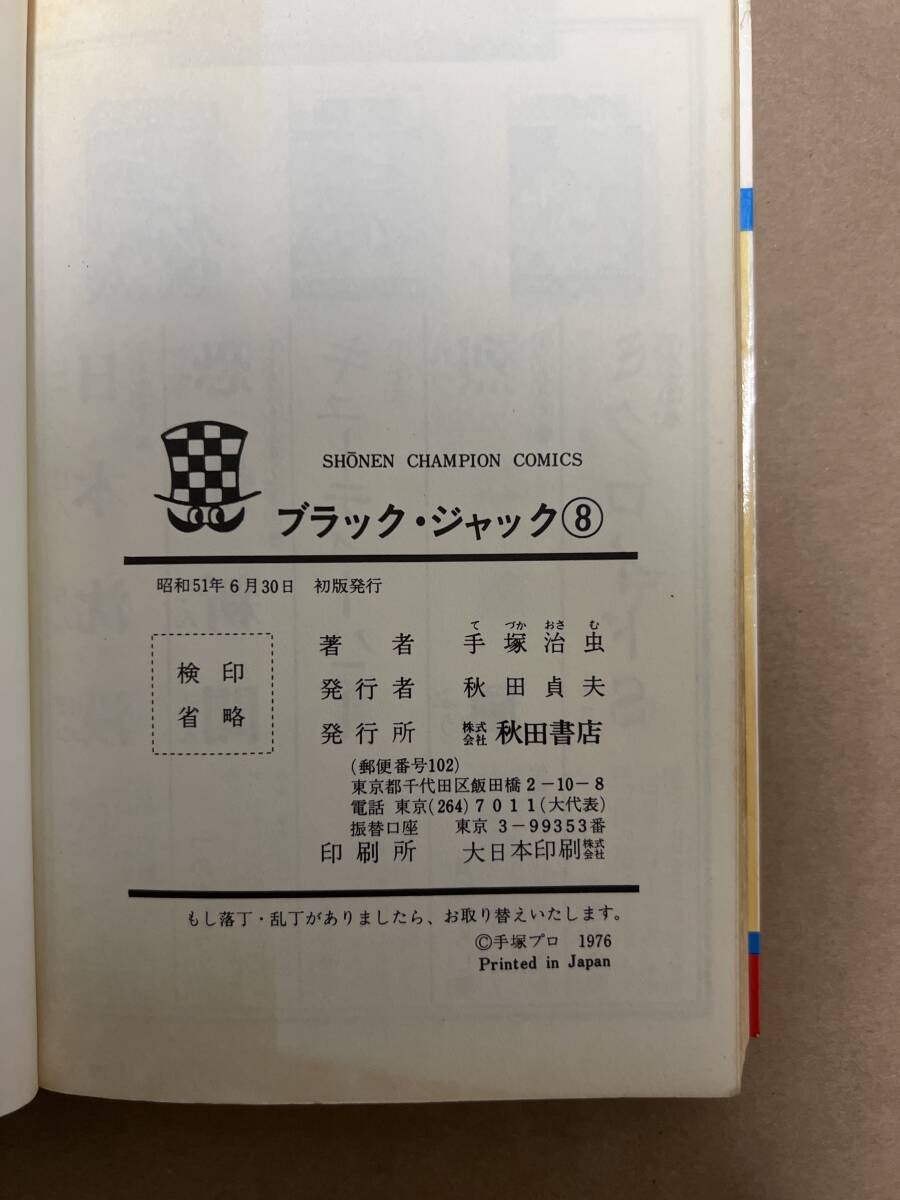 SHŌNEN CHAMPION COMICS
ブラック・ジャック⑧
昭和51年6月30日 初版発行
検印
省略
著者 手塚治虫
てづかおさむ
発行者 秋田貞夫
発行所 株式会社 秋田書店
(郵便番号102)
東京都千代田区飯田橋2-10-8
電話 東京(264)7011(大代表)
振替口座 東京3-99353番
印刷所 大日本印刷株式会社
もし落丁・乱丁がありましたら、お取り替えいたします。
©手塚プロ 1976
Printed in Japan